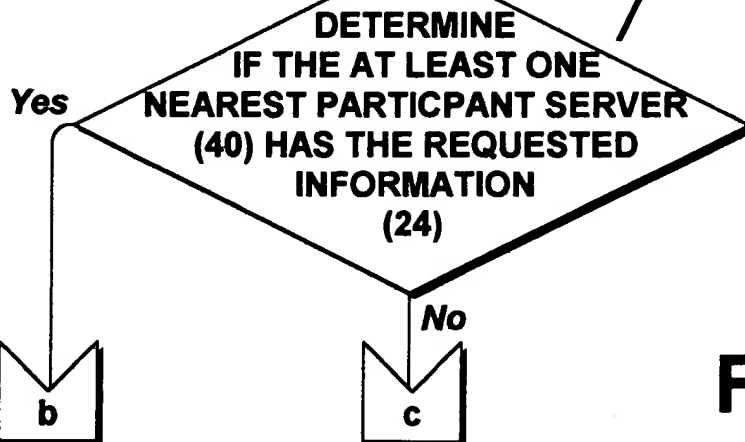 DETERMINE
IF THE AT LEAST ONE
Yes
NEAREST PARTICPANT SERVER
(40) HAS THE REQUESTED
INFORMATION
(24)
No
b
c
F